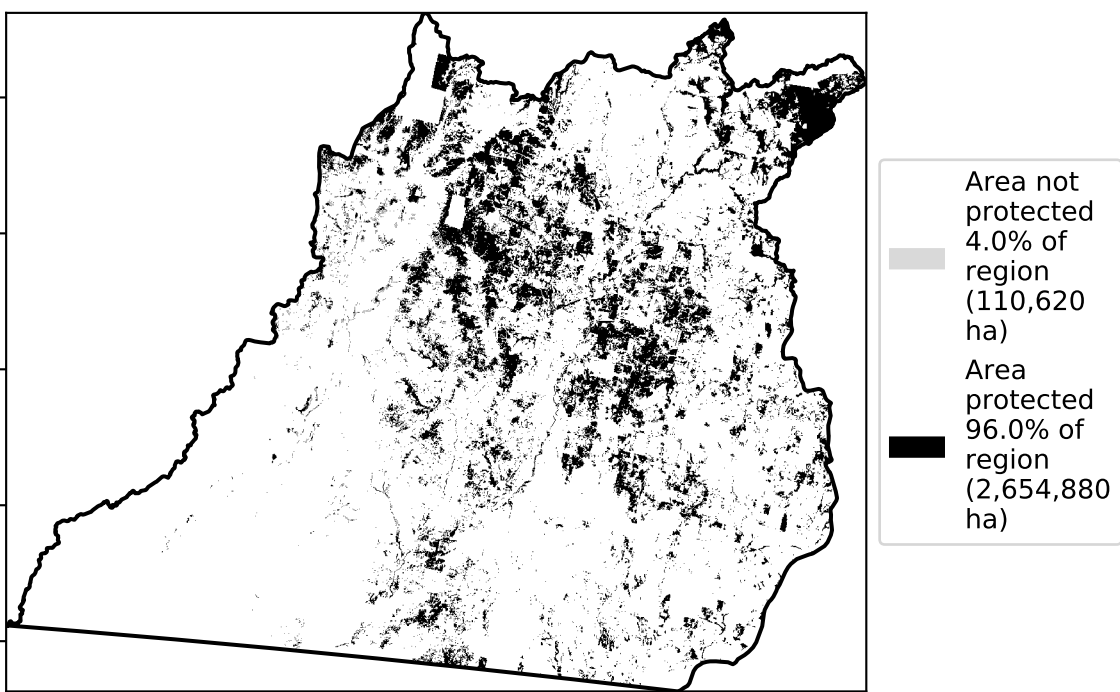 Area not
protected
4.0% of
region
(110,620
ha)
Area
protected
96.0% of
region
(2,654,880
ha)